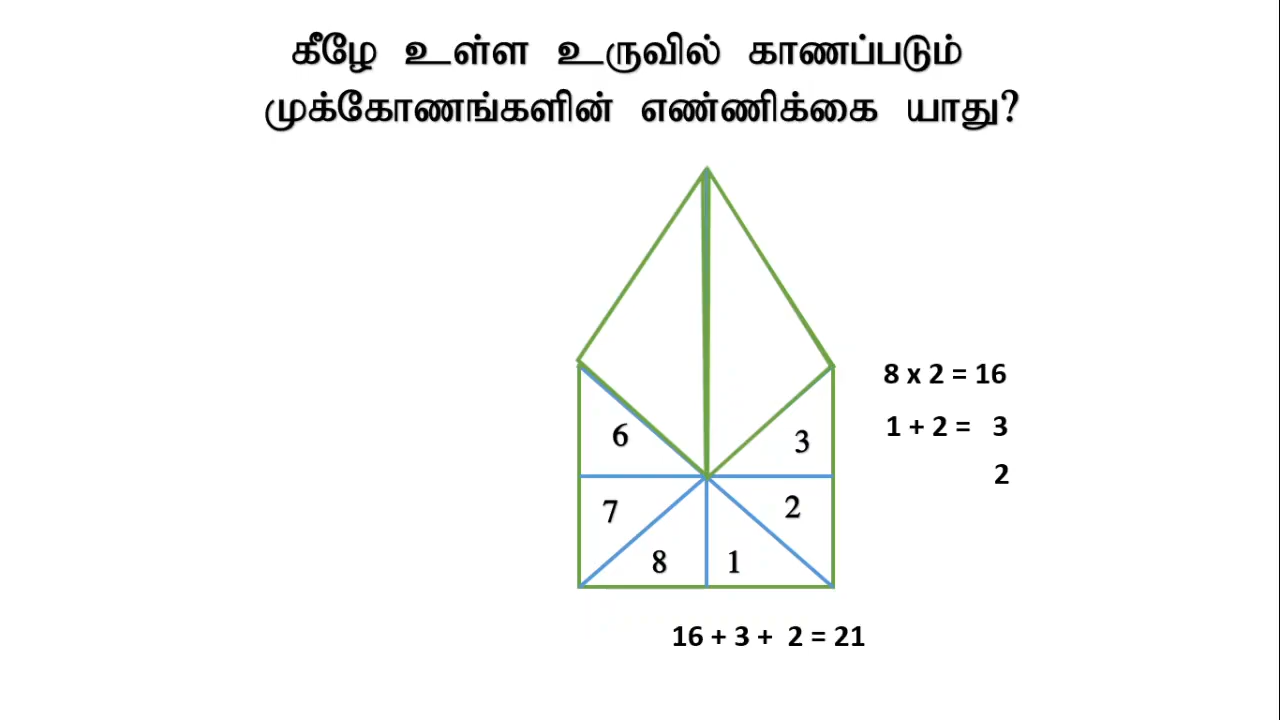 கீழே உள்ள உருவில் காணப்படும்
முக்கோணங்களின் எண்ணிக்கை யாது?
8 x 2 = 16
6
3
1 + 2 = 3
2
7
2
8
1
16 + 3 + 2 = 21